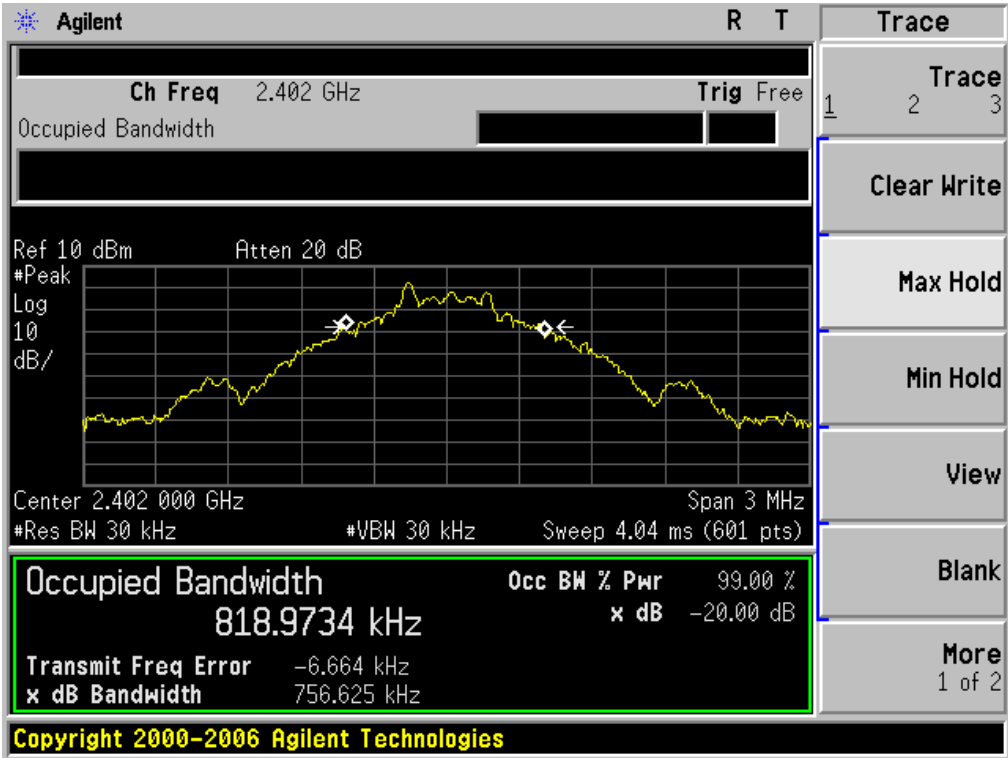 Agilent R T Trace
Ch Freq 2.402 GHz Trig Free
Occupied Bandwidth
Trace
1 2 3
Clear Write
Max Hold
Min Hold
View
Blank
More
1 of 2
Ref 10 dBm Atten 20 dB
#Peak
Log
10
dB/
Center 2.402 000 GHz Span 3 MHz
#Res BW 30 kHz #VBW 30 kHz Sweep 4.04 ms (601 pts)
Occupied Bandwidth Occ BW % Pwr 99.00 %
818.9734 kHz x dB -20.00 dB
Transmit Freq Error -6.664 kHz
x dB Bandwidth 756.625 kHz
Copyright 2000-2006 Agilent Technologies